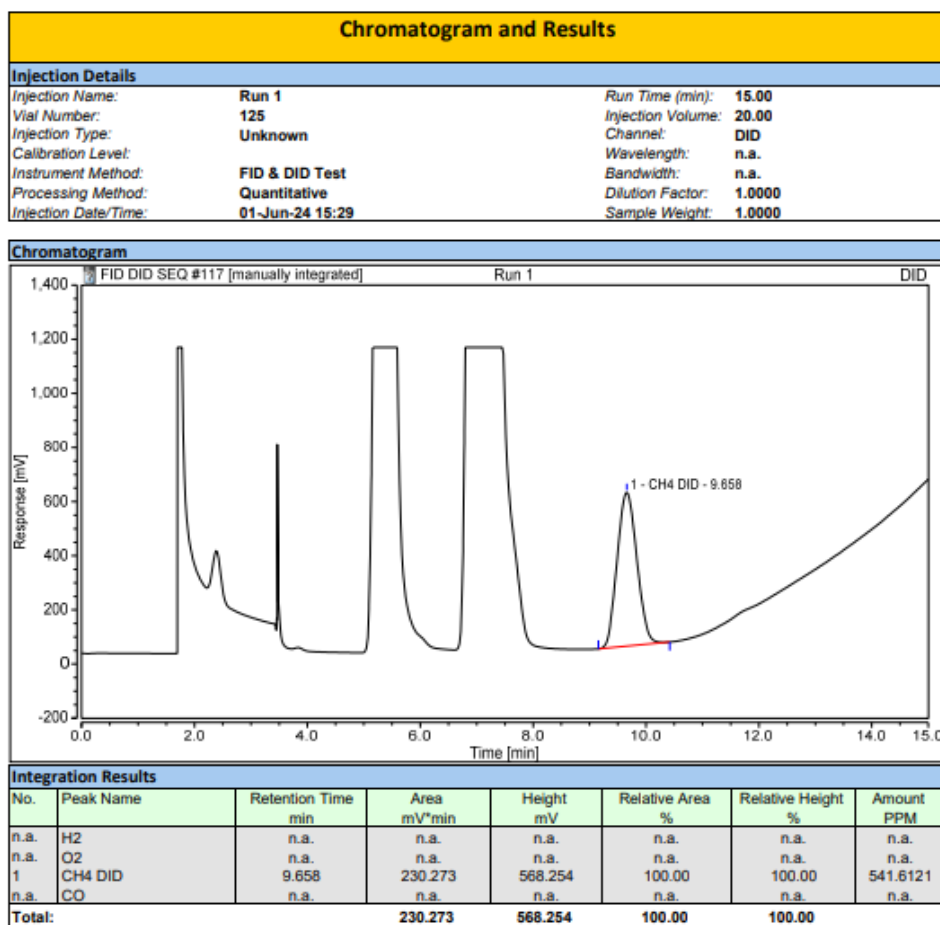 Chromatogram and Results
Injection Details
Injection Name: Run 1 Run Time (min): 15.00
Vial Number: 125 Injection Volume: 20.00
Injection Type: Unknown Channel: DID
Calibration Level: Wavelength: n.a.
Instrument Method: FID & DID Test Bandwidth: n.a.
Processing Method: Quantitative Dilution Factor: 1.0000
Injection Date/Time: 01-Jun-24 15:29 Sample Weight: 1.0000
Chromatogram
FID DID SEQ #117 [manually integrated] Run 1 DID
1,400
1,200
1,000
800
600
400
200
0
-200
Response [mV]
1 - CH4 DID - 9.658
0.0 2.0 4.0 6.0 8.0 10.0 12.0 15.0
Time [min]
Integration Results
No. Peak Name Retention Time Area Height Relative Area Relative Height Amount
min mV*min mV % % PPM
n.a. H2 n.a. n.a. n.a. n.a. n.a. n.a.
n.a. O2 n.a. n.a. n.a. n.a. n.a. n.a.
1 CH4 DID 9.658 230.273 568.254 100.00 100.00 541.6121
n.a. CO n.a. n.a. n.a. n.a. n.a. n.a.
Total: 230.273 568.254 100.00 100.00